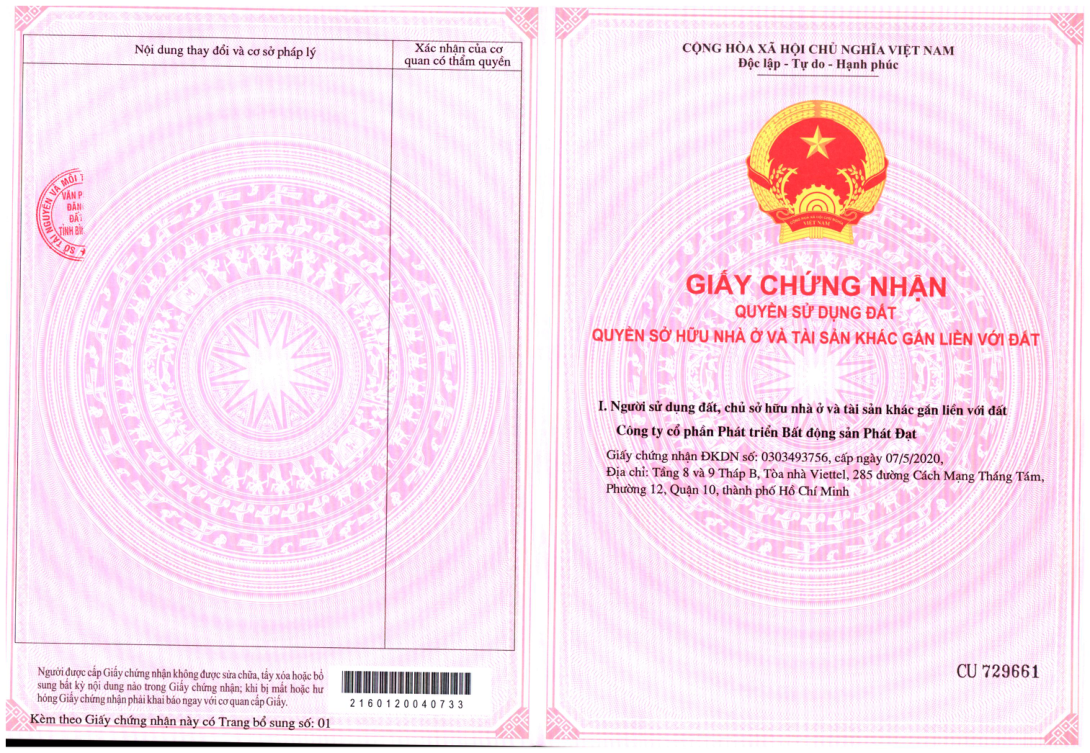 Nội dung thay đổi và cơ sở pháp lý
Xác nhận của cơ
quan có thẩm quyền
SỞ TÀI NGUYÊN VÀ MÔI T
VĂN P
ĐĂN
ĐẤ
TỈNH BÌ
Người được cấp Giấy chứng nhận không được sửa chữa, tẩy xóa hoặc bổ
sung bất kỳ nội dung nào trong Giấy chứng nhận; khi bị mất hoặc hư
hỏng Giấy chứng nhận phải khai báo ngay với cơ quan cấp Giấy.
2160120040733
Kèm theo Giấy chứng nhận này có Trang bổ sung số: 01
CỘNG HÒA XÃ HỘI CHỦ NGHĨA VIỆT NAM
Độc lập - Tự do - Hạnh phúc
VIỆT NAM
GIẤY CHỨNG NHẬN
QUYỀN SỬ DỤNG ĐẤT
QUYỀN SỞ HỮU NHÀ Ở VÀ TÀI SẢN KHÁC GẮN LIỀN VỚI ĐẤT
I. Người sử dụng đất, chủ sở hữu nhà ở và tài sản khác gắn liền với đất
Công ty cổ phần Phát triển Bất động sản Phát Đạt
Giấy chứng nhận ĐKDN số: 0303493756, cấp ngày 07/5/2020,
Địa chỉ: Tầng 8 và 9 Tháp B, Tòa nhà Viettel, 285 đường Cách Mạng Tháng Tám,
Phường 12, Quận 10, thành phố Hồ Chí Minh
CU 729661